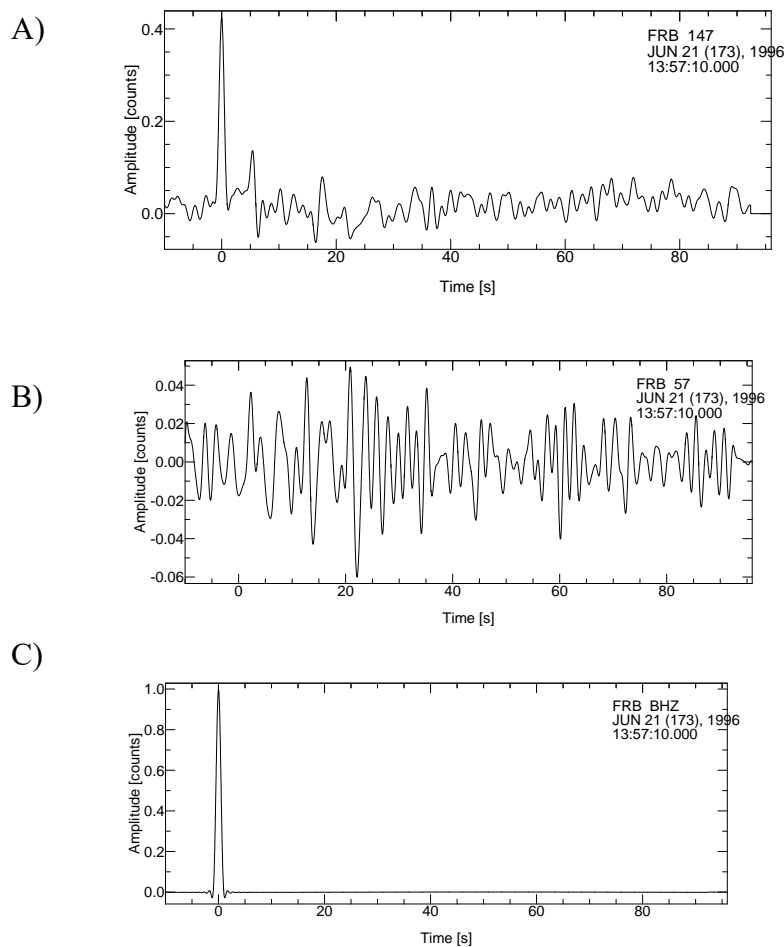 A)
Amplitude [counts]
0.4
0.2
0.0
FRB 147
JUN 21 (173), 1996
13:57:10.000
0 20 40 60 80
Time [s]
B)
Amplitude [counts]
0.04
0.02
0.00
-0.02
-0.04
-0.06
FRB 57
JUN 21 (173), 1996
13:57:10.000
0 20 40 60 80
Time [s]
C)
Amplitude [counts]
1.0
0.8
0.6
0.4
0.2
0.0
FRB BHZ
JUN 21 (173), 1996
13:57:10.000
0 20 40 60 80
Time [s]